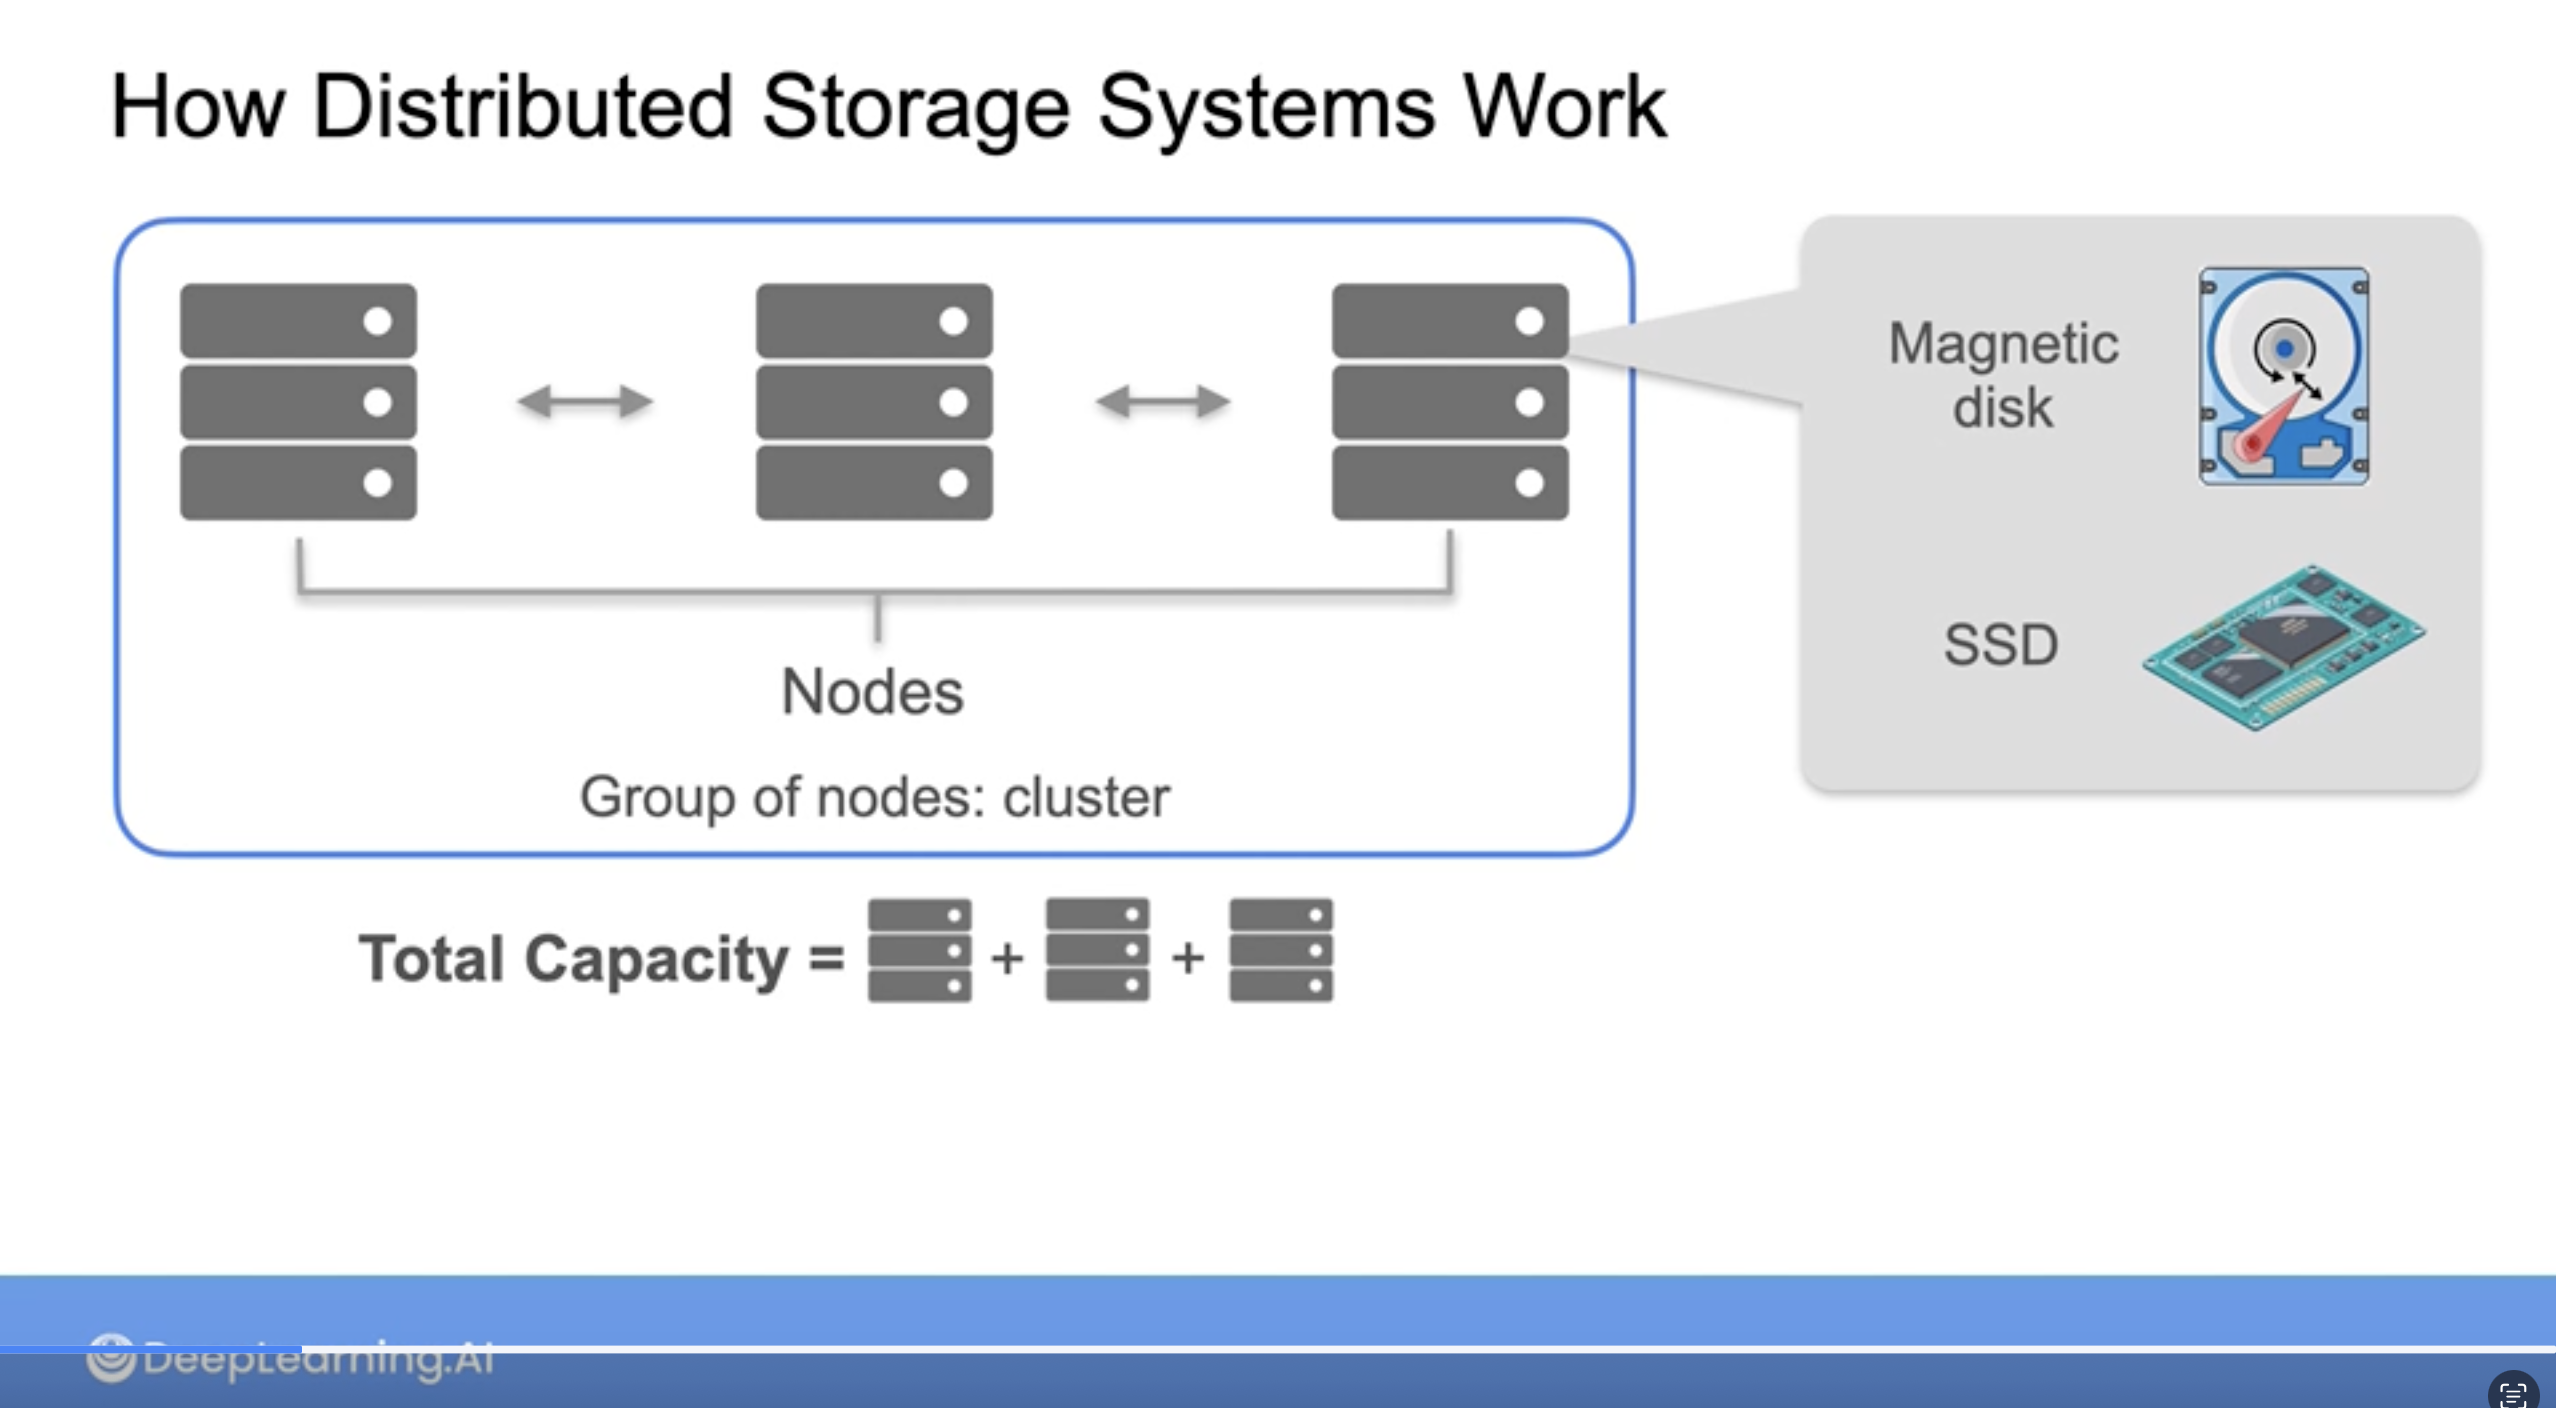 How Distributed Storage Systems Work
Magnetic
disk
SSD
Nodes
Group of nodes: cluster
Total Capacity = + +
DeepLearning.AI